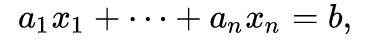 a₁x₁ + ⋯ + aₙxₙ = b,